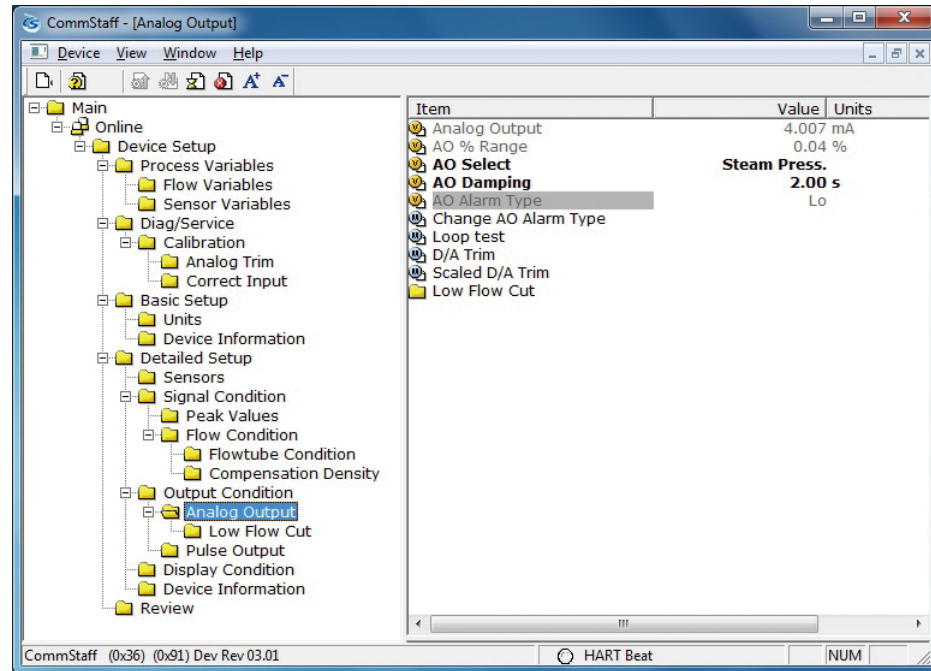 CommStaff - [Analog Output]
Device View Window Help
Main
Online
Device Setup
Process Variables
Flow Variables
Sensor Variables
Diag/Service
Calibration
Analog Trim
Correct Input
Basic Setup
Units
Device Information
Detailed Setup
Sensors
Signal Condition
Peak Values
Flow Condition
Flowtube Condition
Compensation Density
Output Condition
Analog Output
Low Flow Cut
Pulse Output
Display Condition
Device Information
Review
Item Value Units
Analog Output 4.007 mA
AO % Range 0.04 %
AO Select Steam Press.
AO Damping 2.00 s
AO Alarm Type Lo
Change AO Alarm Type
Loop test
D/A Trim
Scaled D/A Trim
Low Flow Cut
CommStaff (0x36) (0x91) Dev Rev 03.01 HART Beat NUM